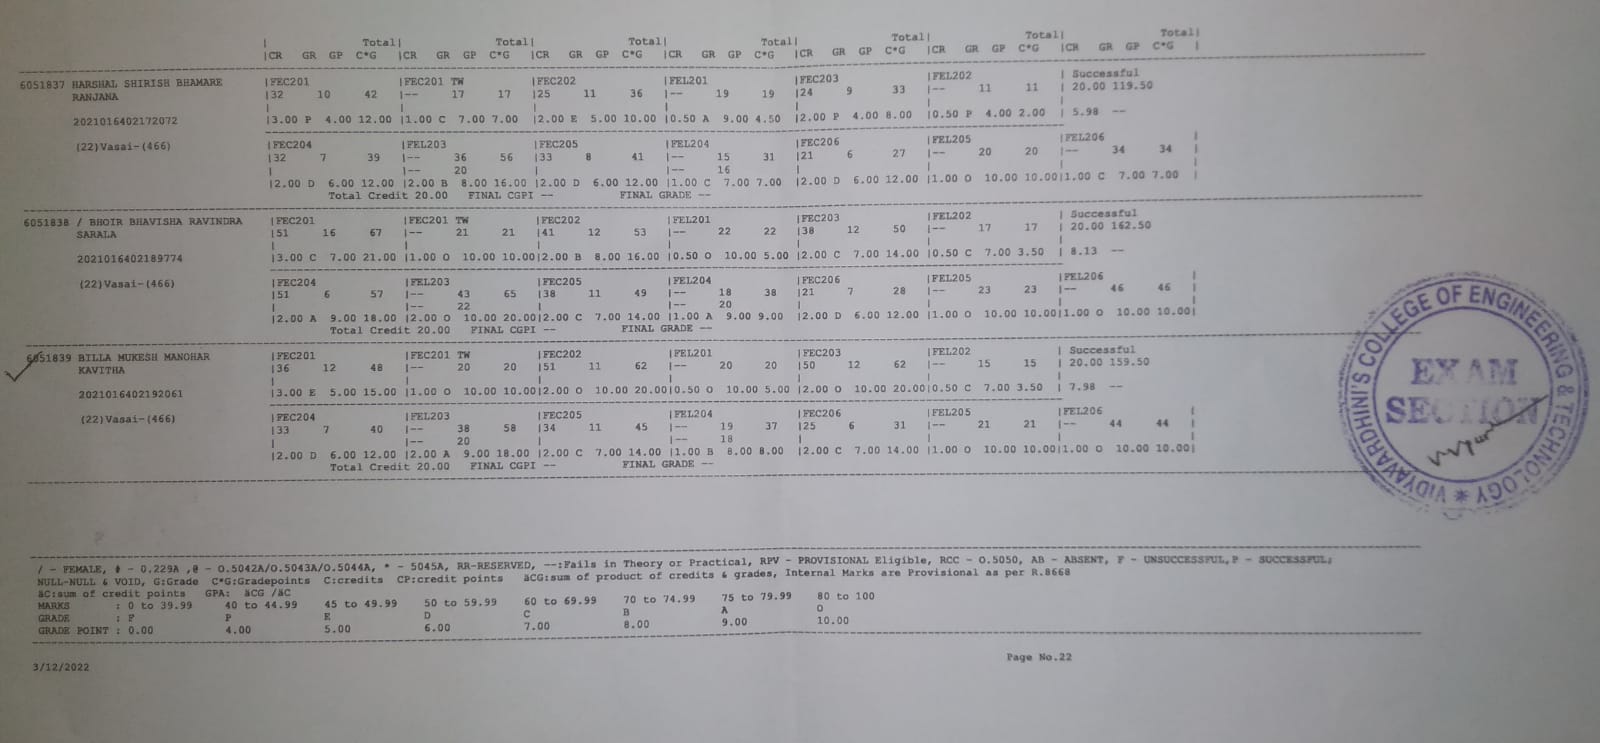 | Total| Total| Total| Total| Total| Total| Total|
|CR GR GP C*G |CR GR GP C*G |CR GR GP C*G |CR GR GP C*G |CR GR GP C*G |CR GR GP C*G |CR GR GP C*G |
6051837 HARSHAL SHIRISH BHAMARE |FEC201 |FEC201 TW |FEC202 |FEL201 |FEC203 |FEL202 | Successful
RANJANA |32 10 42 |-- 17 17 |25 11 36 |-- 19 19 |24 9 33 |-- 11 11 | 20.00 119.50
2021016402172072 |3.00 P 4.00 12.00 |1.00 C 7.00 7.00 |2.00 E 5.00 10.00 |0.50 A 9.00 4.50 |2.00 P 4.00 8.00 |0.50 P 4.00 2.00 | 5.98 --
(22)Vasai-(466) |FEC204 |FEL203 |FEC205 |FEL204 |FEC206 |FEL205 |FEL206 |
|32 7 39 |-- 36 56 |33 8 41 |-- 15 31 |21 6 27 |-- 20 20 |-- 34 34 |
| |-- 20 | |-- 16 | | | |
|2.00 D 6.00 12.00 |2.00 B 8.00 16.00 |2.00 D 6.00 12.00 |1.00 C 7.00 7.00 |2.00 D 6.00 12.00 |1.00 O 10.00 10.00|1.00 C 7.00 7.00 |
Total Credit 20.00 FINAL CGPI -- FINAL GRADE --
6051838 / BHOIR BHAVISHA RAVINDRA |FEC201 |FEC201 TW |FEC202 |FEL201 |FEC203 |FEL202 | Successful
SARALA |51 16 67 |-- 21 21 |41 12 53 |-- 22 22 |38 12 50 |-- 17 17 | 20.00 162.50
2021016402189774 |3.00 C 7.00 21.00 |1.00 O 10.00 10.00|2.00 B 8.00 16.00 |0.50 O 10.00 5.00 |2.00 C 7.00 14.00 |0.50 C 7.00 3.50 | 8.13 --
(22)Vasai-(466) |FEC204 |FEL203 |FEC205 |FEL204 |FEC206 |FEL205 |FEL206 |
|51 6 57 |-- 43 65 |38 11 49 |-- 18 38 |21 7 28 |-- 23 23 |-- 46 46 |
| |-- 22 | |-- 20 | | | |
|2.00 A 9.00 18.00 |2.00 O 10.00 20.00|2.00 C 7.00 14.00 |1.00 A 9.00 9.00 |2.00 D 6.00 12.00 |1.00 O 10.00 10.00|1.00 O 10.00 10.00|
Total Credit 20.00 FINAL CGPI -- FINAL GRADE --
6051839 BILLA MUKESH MANOHAR |FEC201 |FEC201 TW |FEC202 |FEL201 |FEC203 |FEL202 | Successful
KAVITHA |36 12 48 |-- 20 20 |51 11 62 |-- 20 20 |50 12 62 |-- 15 15 | 20.00 159.50
2021016402192061 |3.00 E 5.00 15.00 |1.00 O 10.00 10.00|2.00 O 10.00 20.00|0.50 O 10.00 5.00 |2.00 O 10.00 20.00|0.50 C 7.00 3.50 | 7.98 --
(22)Vasai-(466) |FEC204 |FEL203 |FEC205 |FEL204 |FEC206 |FEL205 |FEL206 |
|33 7 40 |-- 38 58 |34 11 45 |-- 19 37 |25 6 31 |-- 21 21 |-- 44 44 |
| |-- 20 | |-- 18 | | | |
|2.00 D 6.00 12.00 |2.00 A 9.00 18.00 |2.00 C 7.00 14.00 |1.00 B 8.00 8.00 |2.00 C 7.00 14.00 |1.00 O 10.00 10.00|1.00 O 10.00 10.00|
Total Credit 20.00 FINAL CGPI -- FINAL GRADE --
VIDYAVARDHINI'S COLLEGE OF ENGINEERING & TECHNOLOGY *
EXAM
SECTION
/ - FEMALE, # - 0.229A ,@ - O.5042A/O.5043A/O.5044A, * - 5045A, RR-RESERVED, --:Fails in Theory or Practical, RPV - PROVISIONAL Eligible, RCC - O.5050, AB - ABSENT, F - UNSUCCESSFUL,P - SUCCESSFUL;
NULL-NULL & VOID, G:Grade C*G:Gradepoints C:credits CP:credit points äCG:sum of product of credits & grades, Internal Marks are Provisional as per R.8668
äC:sum of credit points GPA: äCG /äC
MARKS : 0 to 39.99 40 to 44.99 45 to 49.99 50 to 59.99 60 to 69.99 70 to 74.99 75 to 79.99 80 to 100
GRADE : F P E D C B A O
GRADE POINT : 0.00 4.00 5.00 6.00 7.00 8.00 9.00 10.00
3/12/2022 Page No.22